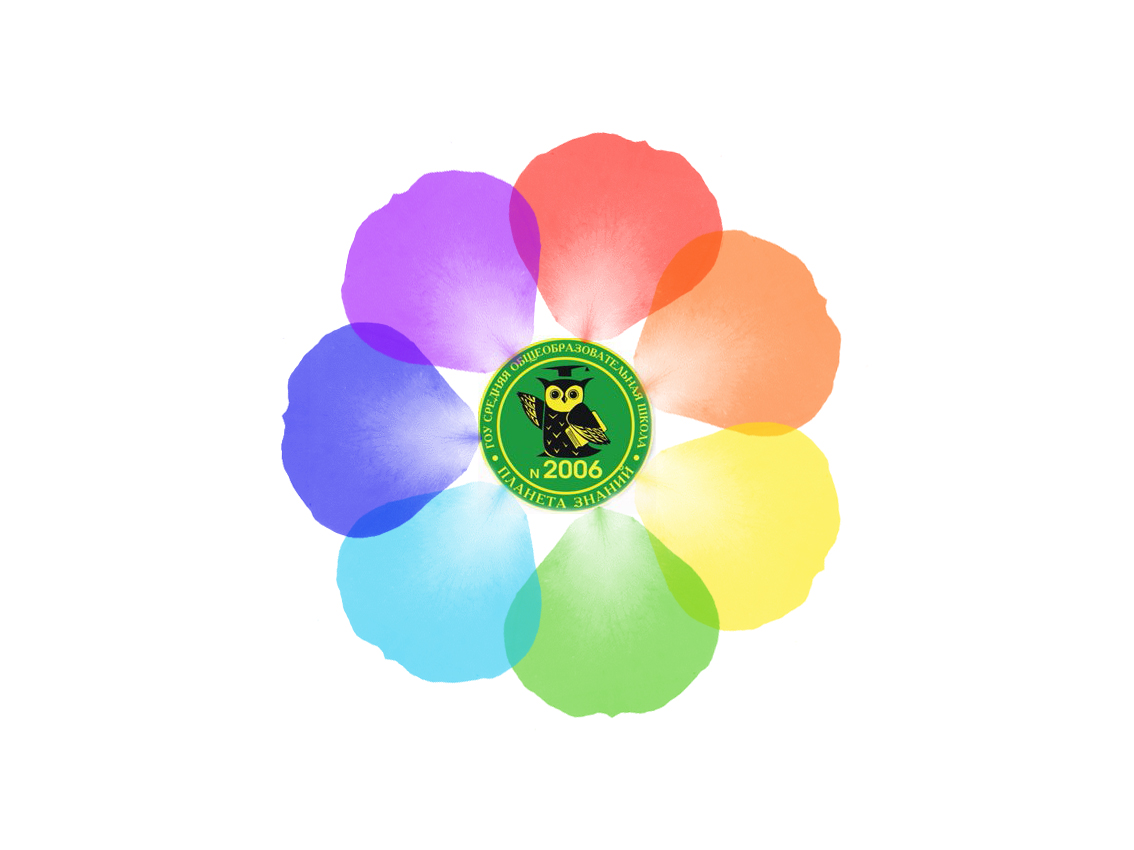 ГОУ СРЕДНЯЯ ОБЩЕОБРАЗОВАТЕЛЬНАЯ ШКОЛА
N 2006
• ПЛАНЕТА ЗНАНИЙ •